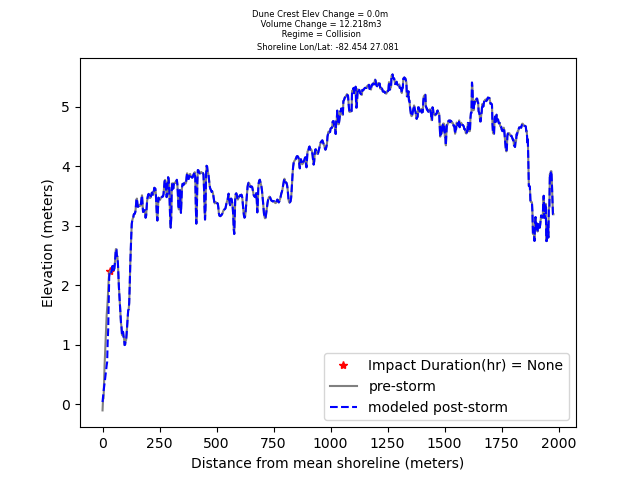 Dune Crest Elev Change = 0.0m
Volume Change = 12.218m3
Regime = Collision
Shoreline Lon/Lat: -82.454 27.081
Elevation (meters)
5
4
3
2
1
0
Impact Duration(hr) = None
pre-storm
modeled post-storm
0 250 500 750 1000 1250 1500 1750 2000
Distance from mean shoreline (meters)